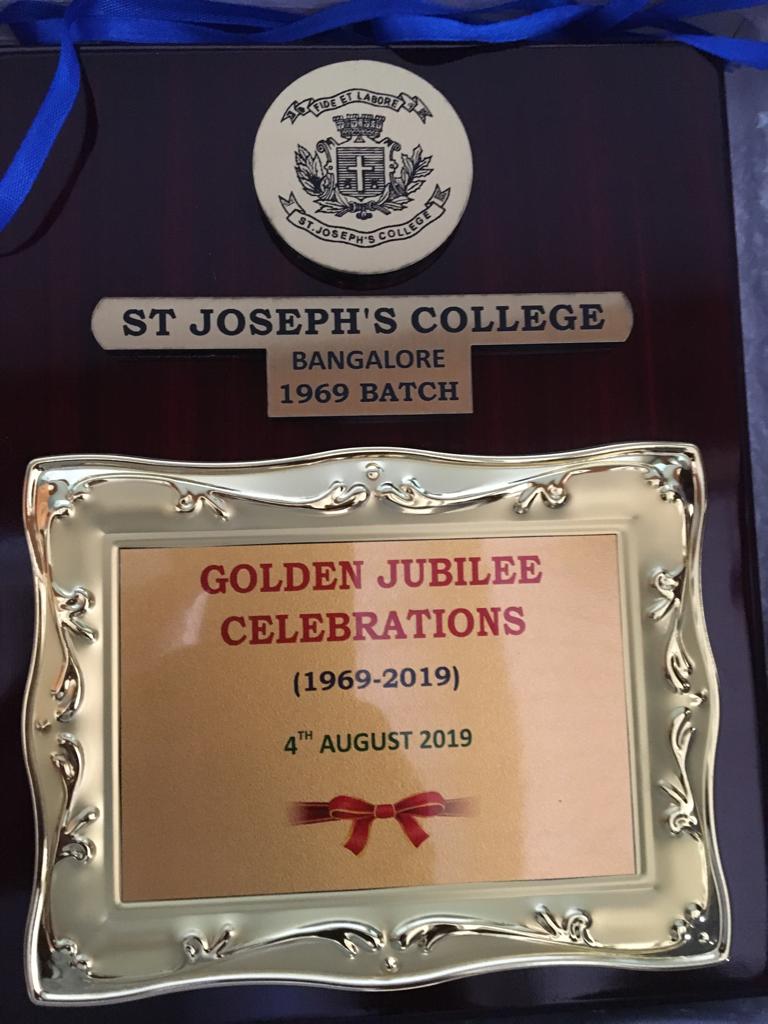 FIDE ET LABORE
ST. JOSEPH'S COLLEGE
ST JOSEPH'S COLLEGE
BANGALORE
1969 BATCH
GOLDEN JUBILEE
CELEBRATIONS
(1969-2019)
4TH AUGUST 2019